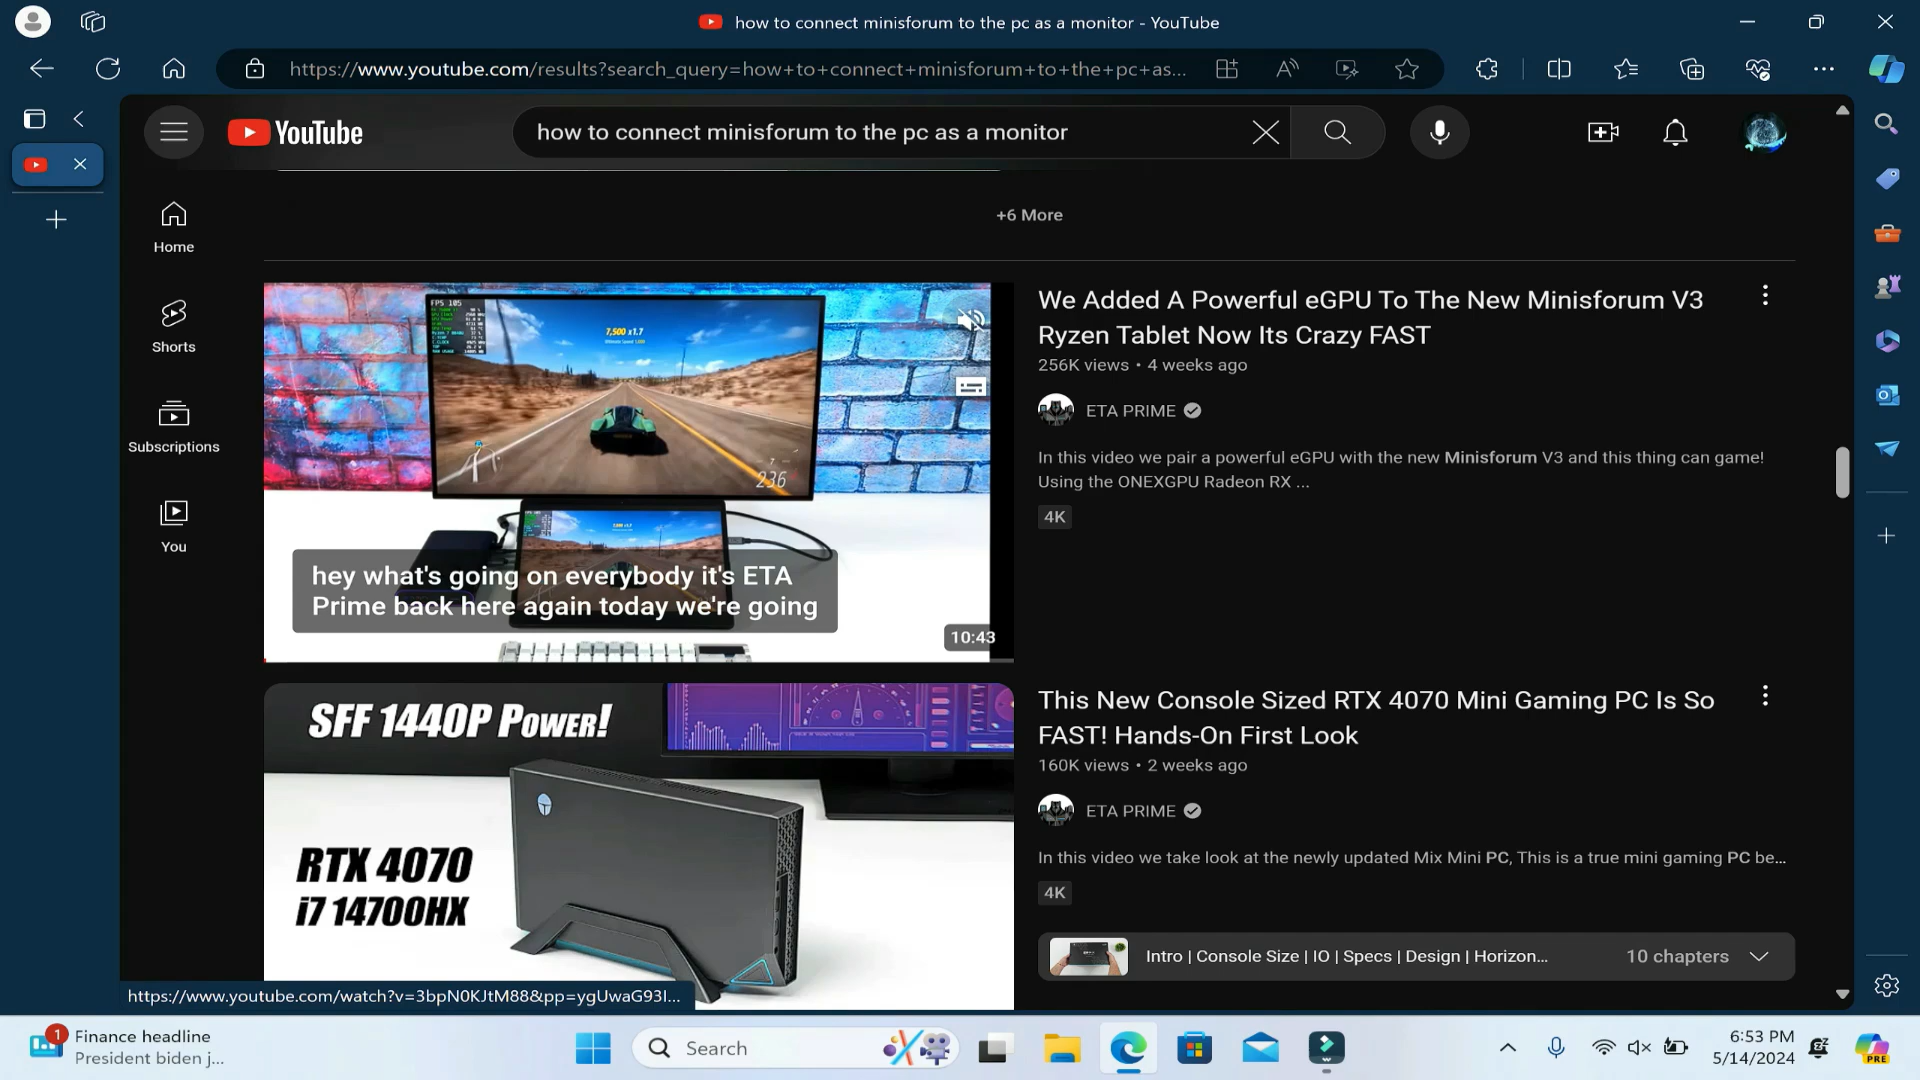 how to connect minisforum to the pc as a monitor - YouTube
https://www.youtube.com/results?search_query=how+to+connect+minisforum+to+the+pc+as...
YouTube
how to connect minisforum to the pc as a monitor
Home
Shorts
Subscriptions
You
+6 More
FPS 105
7,500 x1.7
236
hey what's going on everybody it's ETA
Prime back here again today we're going
10:43
We Added A Powerful eGPU To The New Minisforum V3
Ryzen Tablet Now Its Crazy FAST
256K views • 4 weeks ago
ETA PRIME
In this video we pair a powerful eGPU with the new Minisforum V3 and this thing can game!
Using the ONEXGPU Radeon RX ...
4K
SFF 1440P POWER!
RTX 4070
i7 14700HX
This New Console Sized RTX 4070 Mini Gaming PC Is So
FAST! Hands-On First Look
160K views • 2 weeks ago
ETA PRIME
In this video we take look at the newly updated Mix Mini PC, This is a true mini gaming PC be...
4K
Intro | Console Size | IO | Specs | Design | Horizon...
10 chapters
https://www.youtube.com/watch?v=3bpN0KJtM88&pp=ygUwaG93I...
1
Finance headline
President biden j...
Search
6:53 PM
5/14/2024
PRE